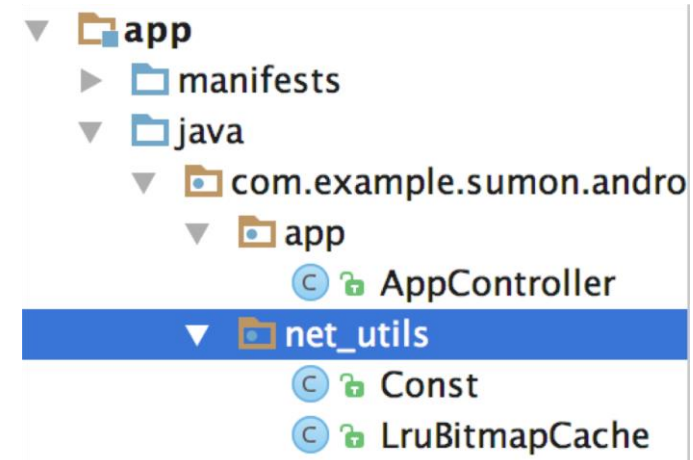 app
manifests
java
com.example.sumon.andro
app
AppController
net_utils
Const
LruBitmapCache